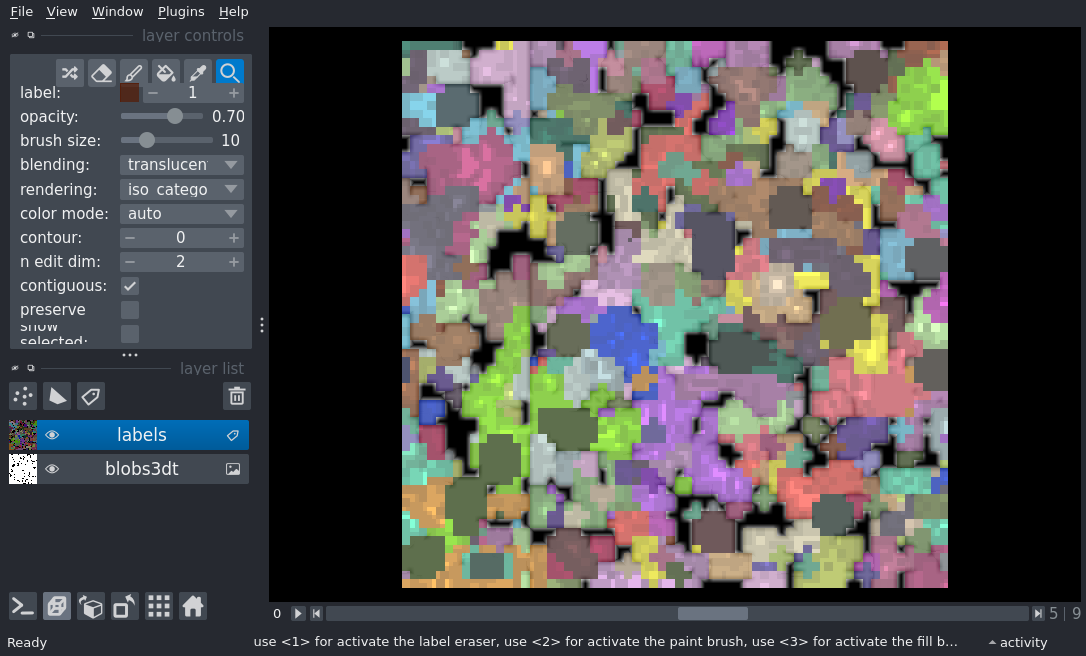 File View Window Plugins Help
layer controls
label: 1
opacity: 0.70
brush size: 10
blending: translucen
rendering: iso catego
color mode: auto
contour: 0
n edit dim: 2
contiguous:
preserve
show
selected:
layer list
labels
blobs3dt
0 5 | 9
Ready use <1> for activate the label eraser, use <2> for activate the paint brush, use <3> for activate the fill b... activity